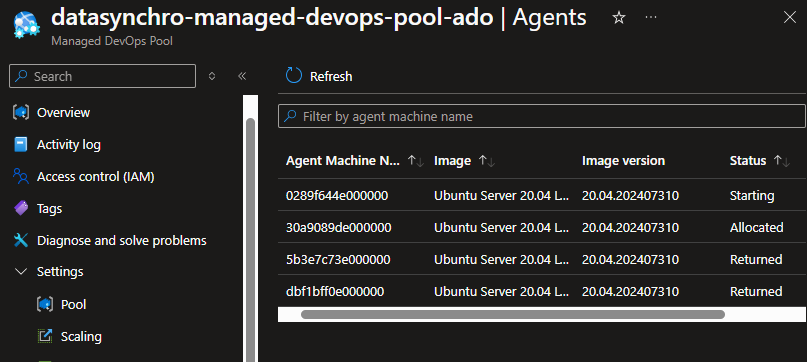 datasynchro-managed-devops-pool-ado | Agents
Managed DevOps Pool
Search
Refresh
Filter by agent machine name
Overview
Activity log
Access control (IAM)
Tags
Diagnose and solve problems
Settings
Pool
Scaling
Agent Machine N... Image Image version Status
0289f644e000000 Ubuntu Server 20.04 L... 20.04.202407310 Starting
30a9089de000000 Ubuntu Server 20.04 L... 20.04.202407310 Allocated
5b3e7c73e000000 Ubuntu Server 20.04 L... 20.04.202407310 Returned
dbf1bff0e000000 Ubuntu Server 20.04 L... 20.04.202407310 Returned